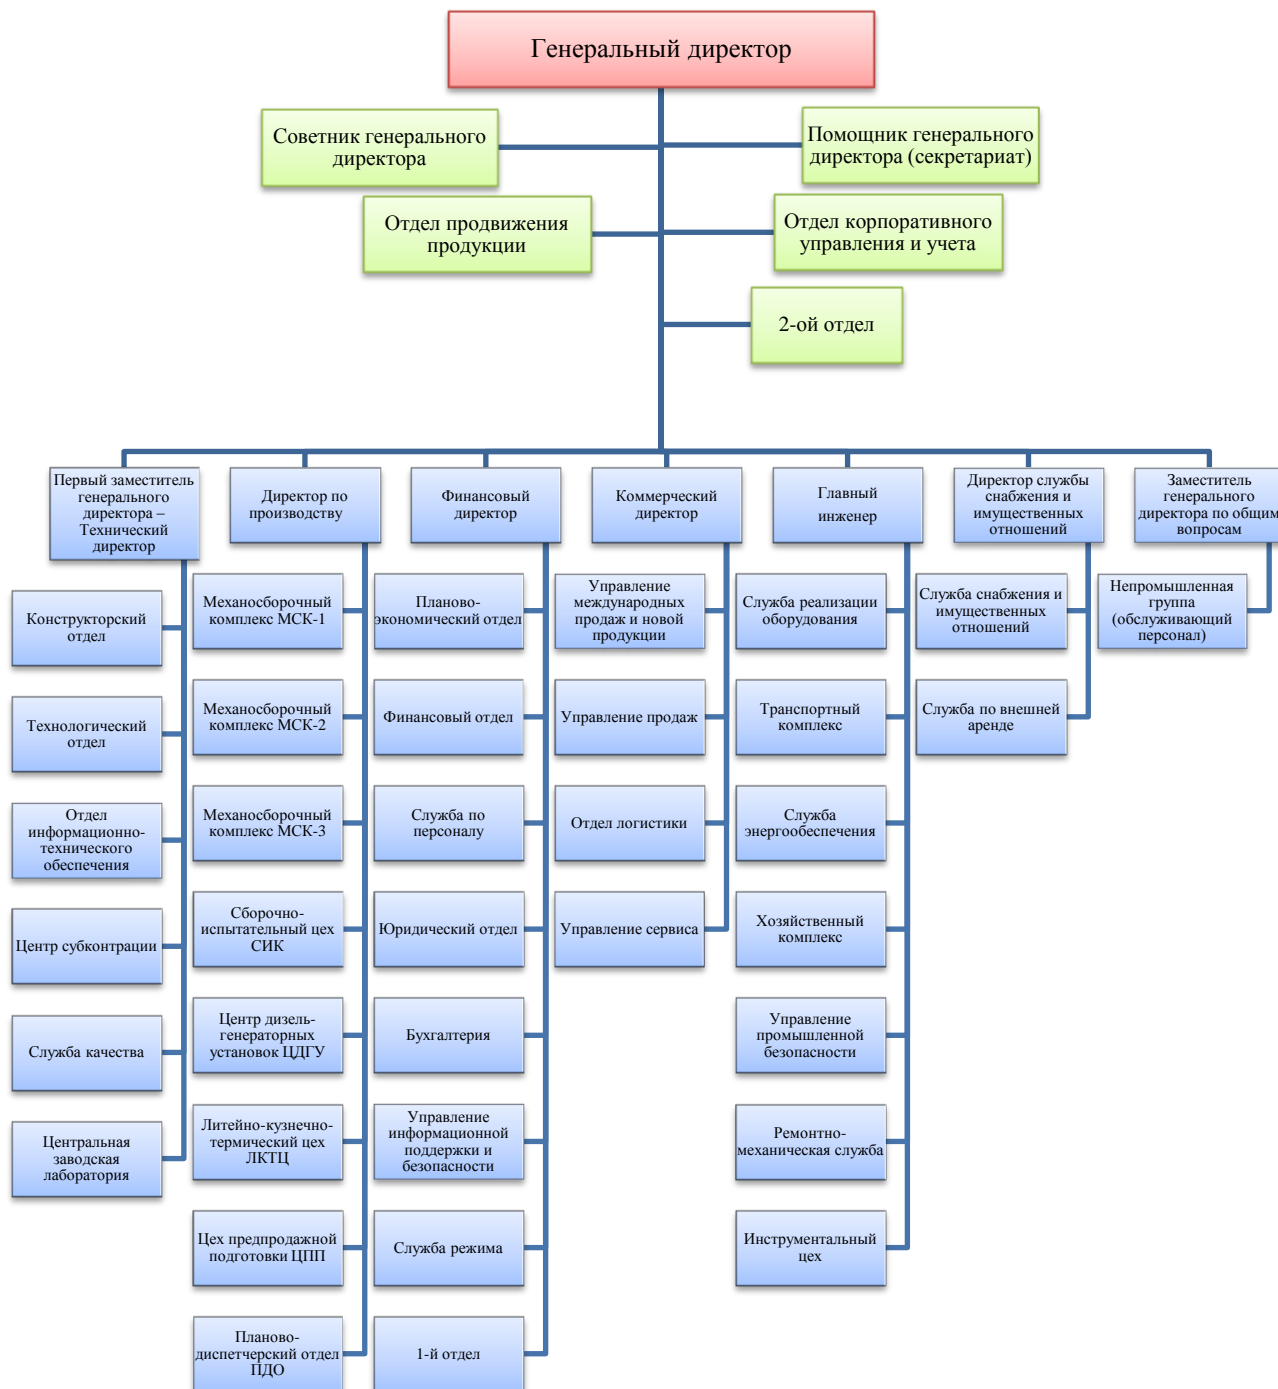 Генеральный директор
Советник генерального
директора
Помощник генерального
директора (секретариат)
Отдел продвижения
продукции
Отдел корпоративного
управления и учета
2-ой отдел
Первый заместитель
генерального
директора –
Технический
директор
Директор по
производству
Финансовый
директор
Коммерческий
директор
Главный
инженер
Директор службы
снабжения и
имущественных
отношений
Заместитель
генерального
директора по общим
вопросам
Конструкторский
отдел
Технологический
отдел
Отдел
информационно-
технического
обеспечения
Центр субконтрации
Служба качества
Центральная
заводская
лаборатория
Механосборочный
комплекс МСК-1
Механосборочный
комплекс МСК-2
Механосборочный
комплекс МСК-3
Сборочно-
испытательный цех
СИК
Центр дизель-
генераторных
установок ЦДГУ
Литейно-кузнечно-
термический цех
ЛКТЦ
Цех предпродажной
подготовки ЦПП
Планово-
диспетчерский отдел
ПДО
Планово-
экономический отдел
Финансовый отдел
Служба по
персоналу
Юридический отдел
Бухгалтерия
Управление
информационной
поддержки и
безопасности
Служба режима
1-й отдел
Управление
международных
продаж и новой
продукции
Управление продаж
Отдел логистики
Управление сервиса
Служба реализации
оборудования
Транспортный
комплекс
Служба
энергообеспечения
Хозяйственный
комплекс
Управление
промышленной
безопасности
Ремонтно-
механическая служба
Инструментальный
цех
Служба снабжения и
имущественных
отношений
Служба по внешней
аренде
Непромышленная
группа
(обслуживающий
персонал)